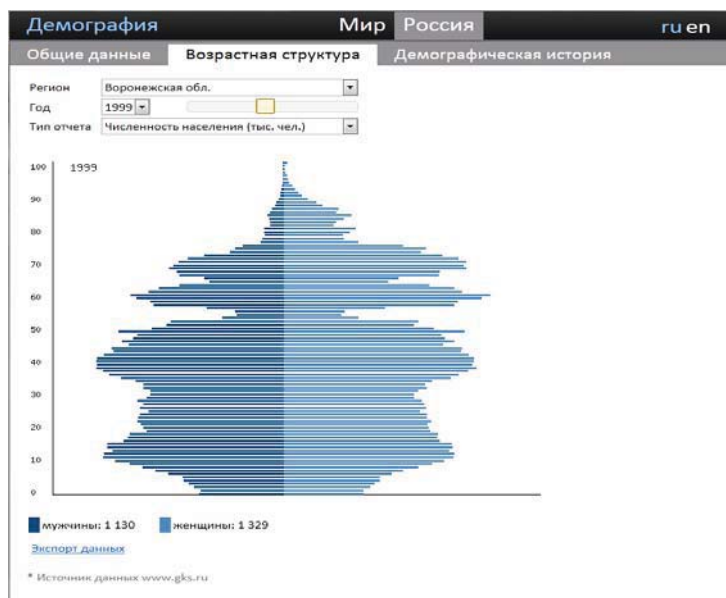 Демография Мир Россия ru en
Общие данные Возрастная структура Демографическая история
Регион Воронежская обл.
Год 1999
Тип отчета Численность населения (тыс. чел.)
100 1999
90
80
70
60
50
40
30
20
10
0
мужчины: 1 130 женщины: 1 329
Экспорт данных
* Источник данных www.gks.ru